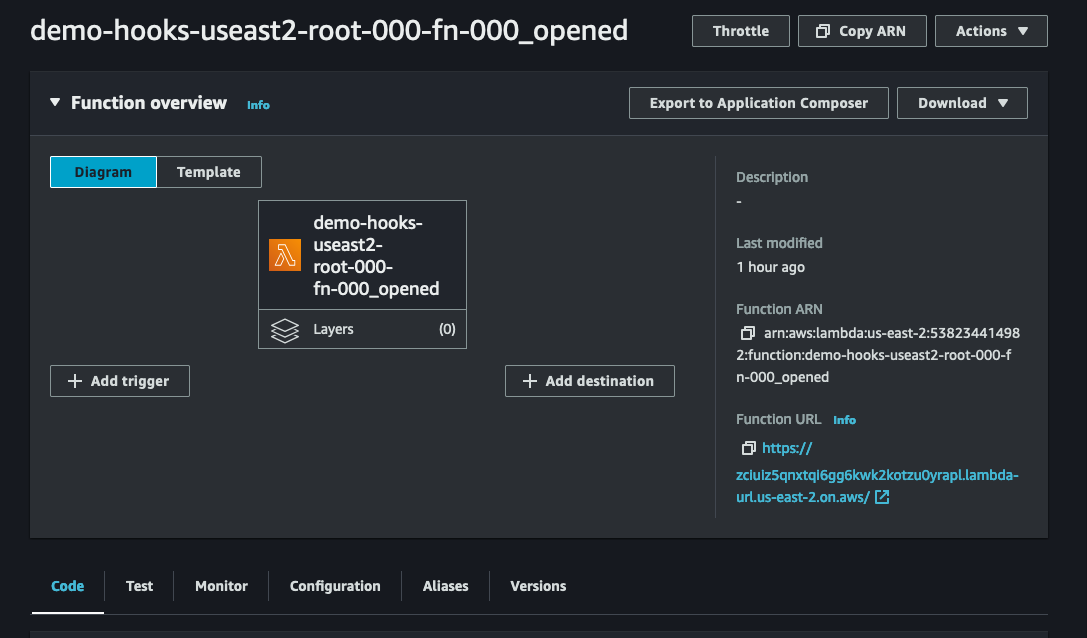 demo-hooks-useast2-root-000-fn-000_opened
Throttle
Copy ARN
Actions
Function overview
Info
Export to Application Composer
Download
Diagram
Template
demo-hooks-
useast2-
root-000-
fn-000_opened
Layers
(0)
Add trigger
Add destination
Description
-
Last modified
1 hour ago
Function ARN
arn:aws:lambda:us-east-2:53823441498
2:function:demo-hooks-useast2-root-000-f
n-000_opened
Function URL
Info
https://
zciuiz5qnxtqi6gg6kwk2kotzu0yrapl.lambda-
url.us-east-2.on.aws/
Code
Test
Monitor
Configuration
Aliases
Versions